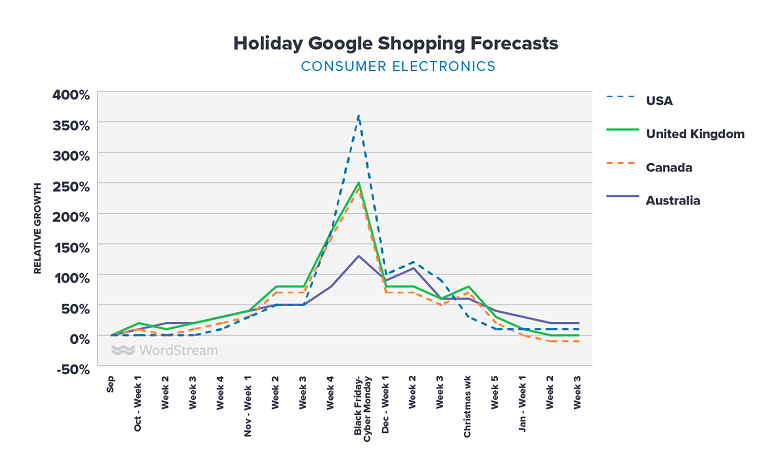 Holiday Google Shopping Forecasts
CONSUMER ELECTRONICS
400%
350%
300%
250%
200%
150%
100%
50%
0%
-50%
RELATIVE GROWTH
USA
United Kingdom
Canada
Australia
WordStream
Sep
Oct - Week 1
Week 2
Week 3
Week 4
Nov - Week 1
Week 2
Week 3
Week 4
Black Friday-
Cyber Monday
Dec - Week 1
Week 2
Week 3
Christmas wk
Week 5
Jan - Week 1
Week 2
Week 3